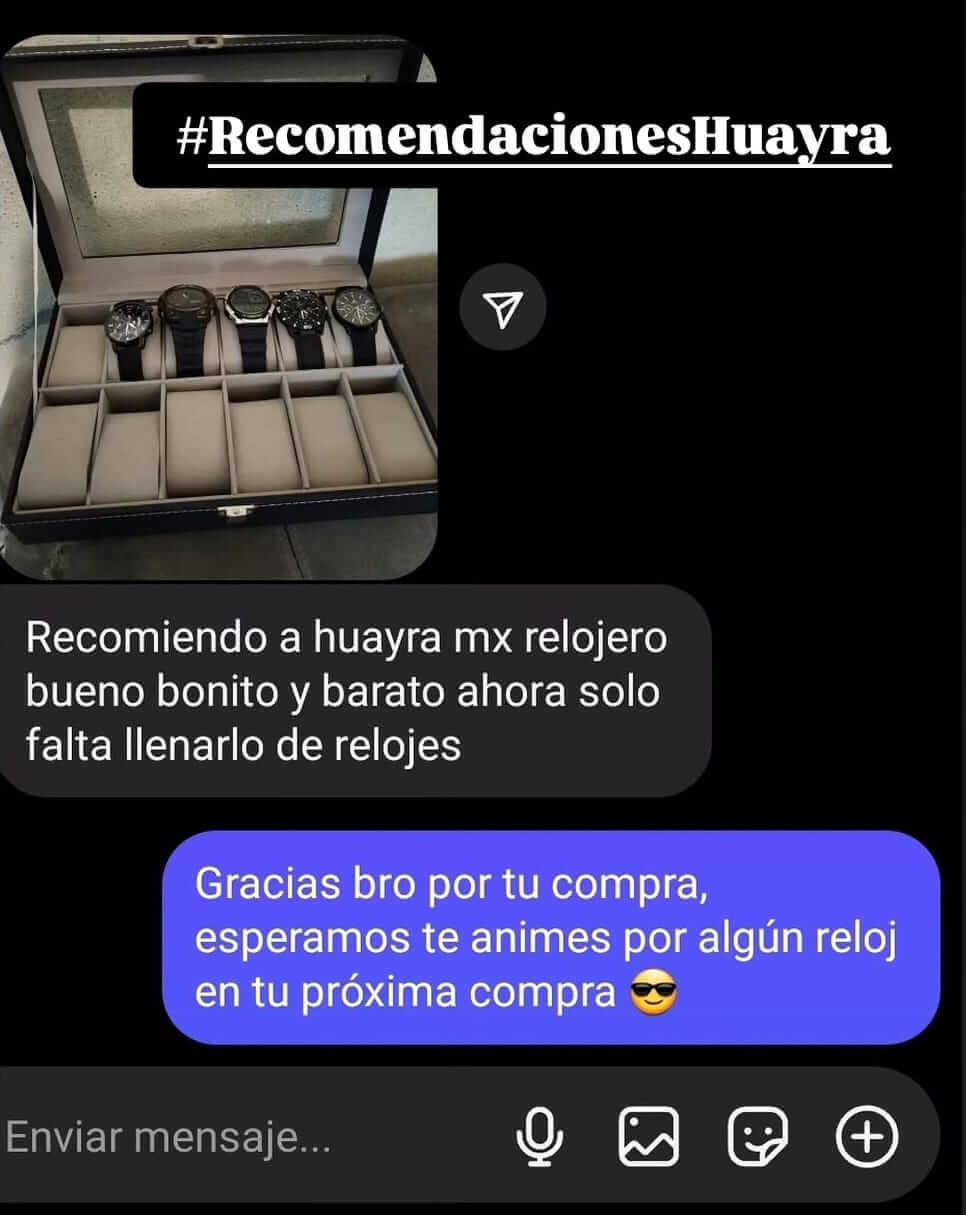 #RecomendacionesHuayra
Recomiendo a huayra mx relojero
bueno bonito y barato ahora solo
falta llenarlo de relojes
Gracias bro por tu compra,
esperamos te animes por algún reloj
en tu próxima compra 😎
Enviar mensaje...